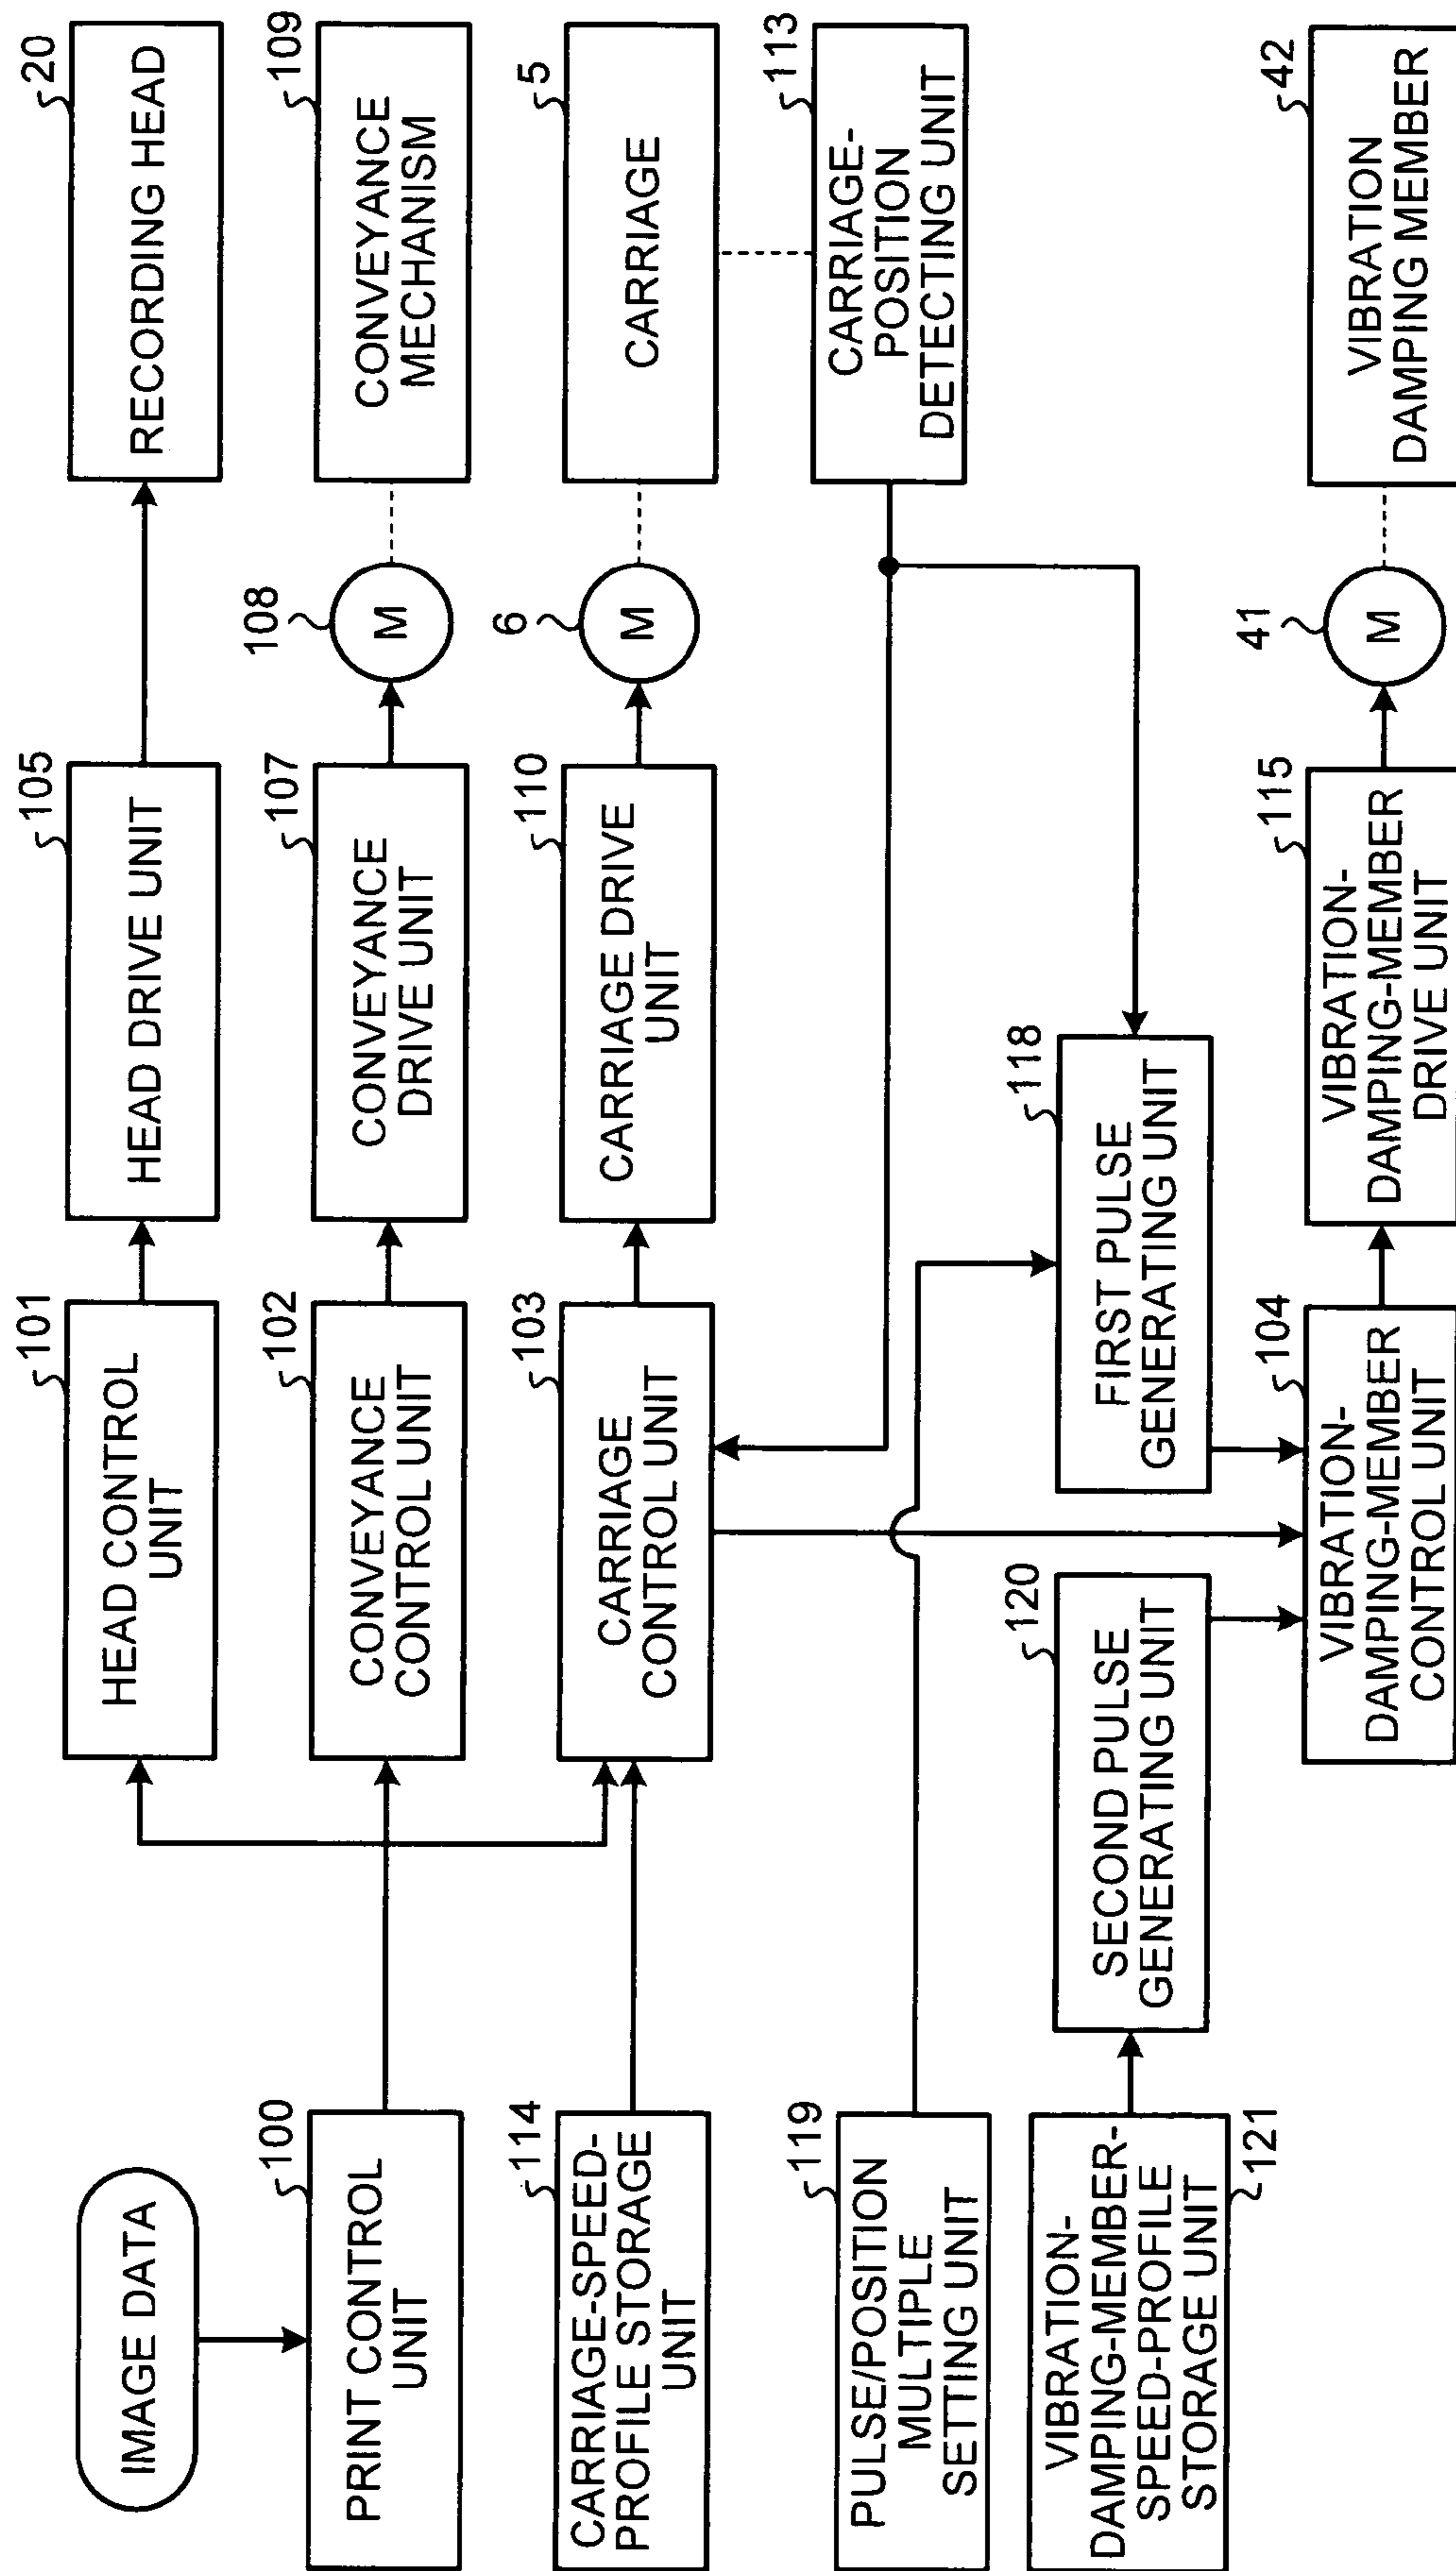 IMAGE DATA
100
PRINT CONTROL
UNIT
114
CARRIAGE-SPEED-
PROFILE STORAGE
UNIT
119
PULSE/POSITION
MULTIPLE
SETTING UNIT
121
VIBRATION-
DAMPING-MEMBER-
SPEED-PROFILE
STORAGE UNIT
101
HEAD CONTROL
UNIT
102
CONVEYANCE
CONTROL UNIT
103
CARRIAGE
CONTROL UNIT
120
SECOND PULSE
GENERATING UNIT
118
FIRST PULSE
GENERATING UNIT
104
VIBRATION-
DAMPING-MEMBER
CONTROL UNIT
105
HEAD DRIVE UNIT
107
CONVEYANCE
DRIVE UNIT
110
CARRIAGE DRIVE
UNIT
115
VIBRATION-
DAMPING-MEMBER
DRIVE UNIT
108
M
6
M
41
M
20
RECORDING HEAD
109
CONVEYANCE
MECHANISM
5
CARRIAGE
113
CARRIAGE-
POSITION
DETECTING UNIT
42
VIBRATION
DAMPING MEMBER